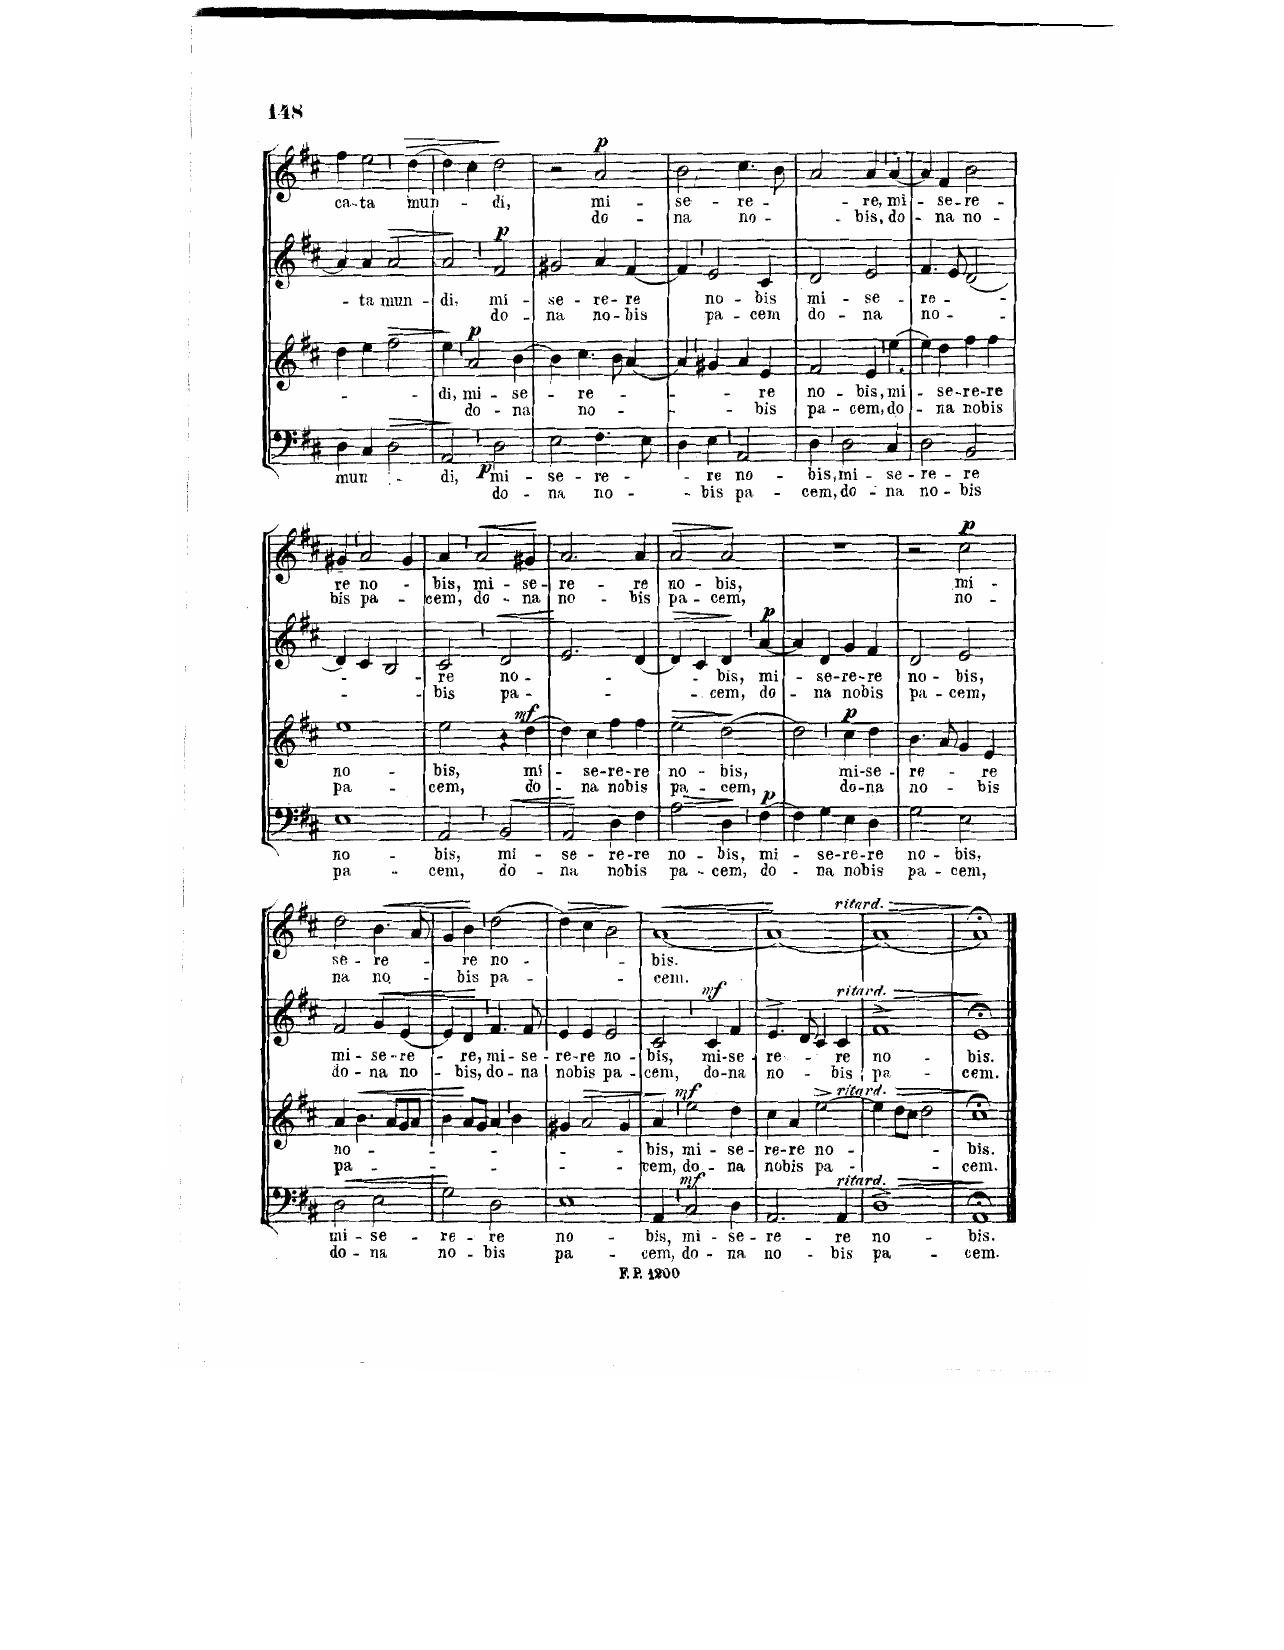 148
p
ca-ta mun - di, mi - se - re - - re, mi - se-re -
do - na no - - bis, do - na no -
p
- ta mun - di, mi - se - re-re no - bis mi - se - re - -
do - na no-bis pa - cem do - na no - -
p
- - - di, mi - se - re - - - re no - bis, mi - se-re-re
do - na no - - - bis pa - cem, do - na nobis
mun - di, p mi - se - re - - re no - bis, mi - se - re - re
do - na no - - bis pa - cem, do - na no - bis
p
re no - bis, mi - se - re - re no - bis, mi -
bis pa - cem, do - na no - bis pa - cem, no -
p
- - - re no - - - bis, mi - se-re-re no - bis,
- - - bis pa - - - cem, do - na nobis pa - cem,
mf p
no - bis, mi - se-re-re no - bis, mi-se - re - re
pa - cem, do - na nobis pa - cem, do-na no - bis
p
no - bis, mi - se - re-re no - bis, mi - se-re-re no - bis,
pa - cem, do - na nobis pa - cem, do - na nobis pa - cem,
ritard.
se - re - re no - - - bis.
na no - bis pa - - - cem.
mf ritard.
mi - se - re - re, mi - se - re-re no - bis, mi-se - re - re no - bis.
do - na no - bis, do - na nobis pa - cem, do-na no - bis pa - cem.
mf ritard.
no - - - - - - bis, mi - se - re-re no - - - bis.
pa - - - - - - cem, do - na nobis pa - - - cem.
mf ritard.
mi - se - re - re no - bis, mi - se - re - re no - bis.
do - na no - bis pa - cem, do - na no - bis pa - cem.
F. P. 1200